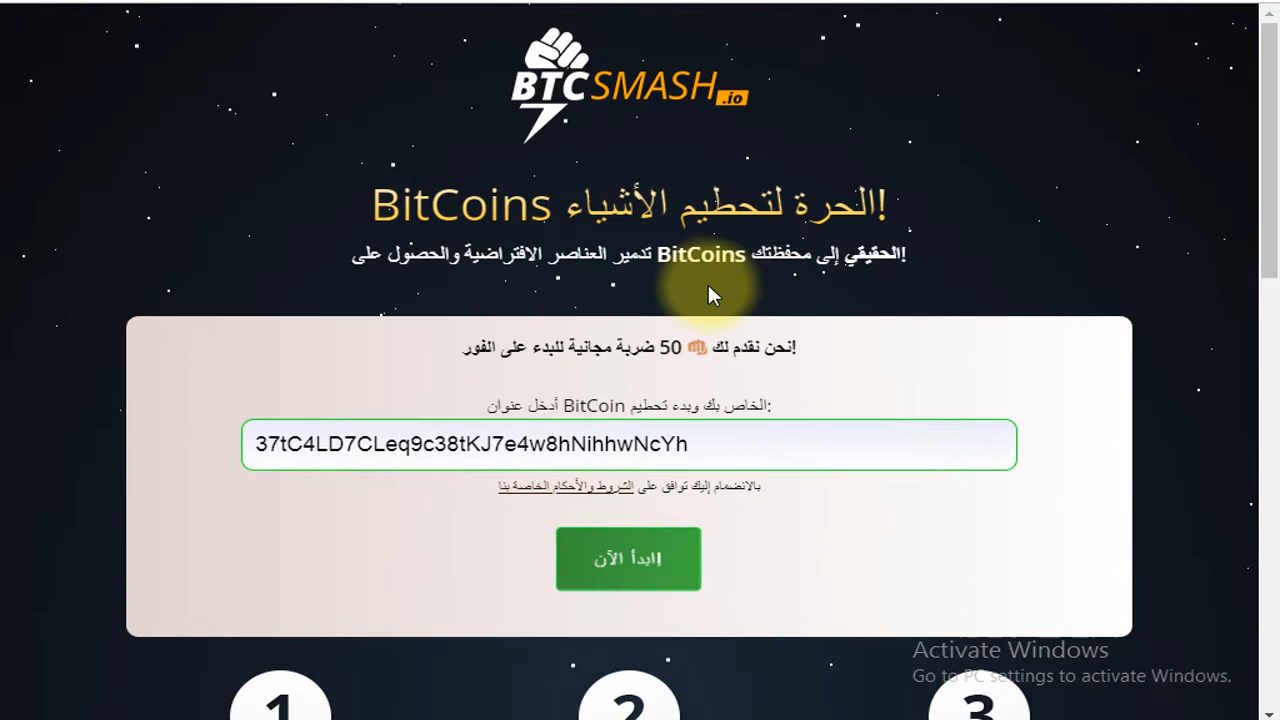 BTCSMASH.io
BitCoins الحرة لتحطيم الأشياء!
تدمير العناصر الافتراضية والحصول على BitCoins الحقيقي إلى محفظتك!
نحن نقدم لك 👊 50 ضربة مجانية للبدء على الفور!
أدخل عنوان BitCoin الخاص بك وبدء تحطيم:
37tC4LD7CLeq9c38tKJ7e4w8hNihhwNcYh
بالانضمام إليك توافق على الشروط والأحكام الخاصة بنا
ابدأ الآن!
Activate Windows
Go to PC settings to activate Windows.
1 2 3